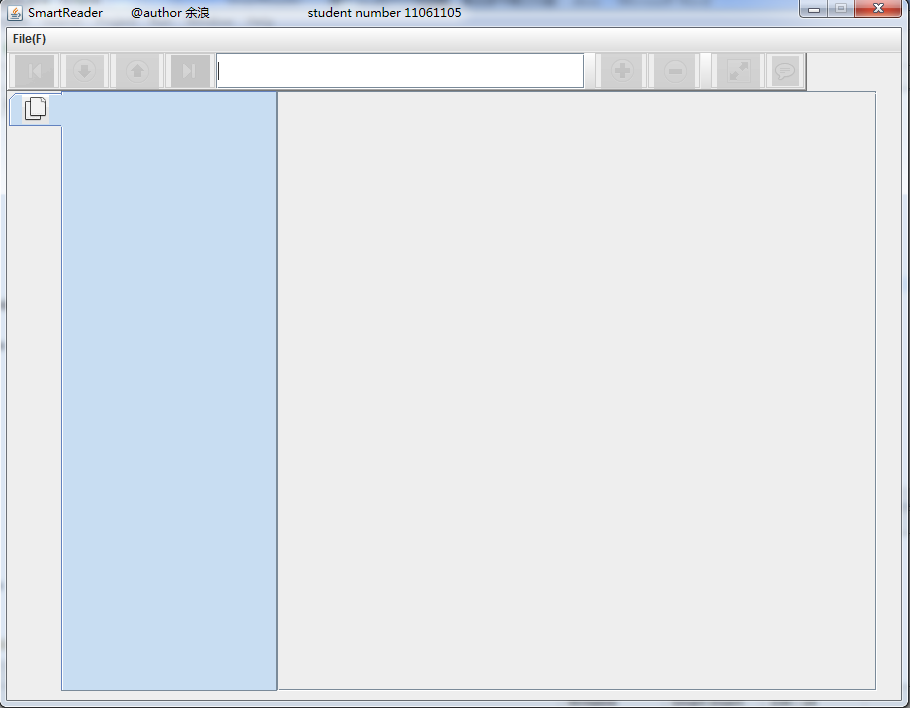 SmartReader @author 余浪 student number 11061105
File(F)